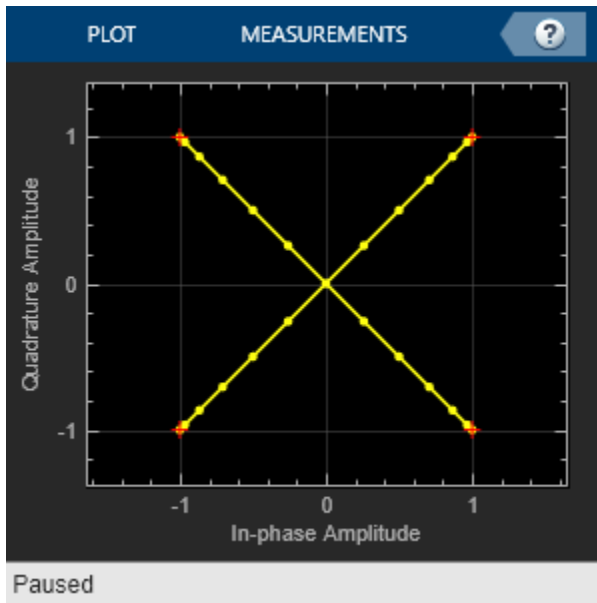 PLOT MEASUREMENTS ?
Quadrature Amplitude
1
0
-1
-1 0 1
In-phase Amplitude
Paused